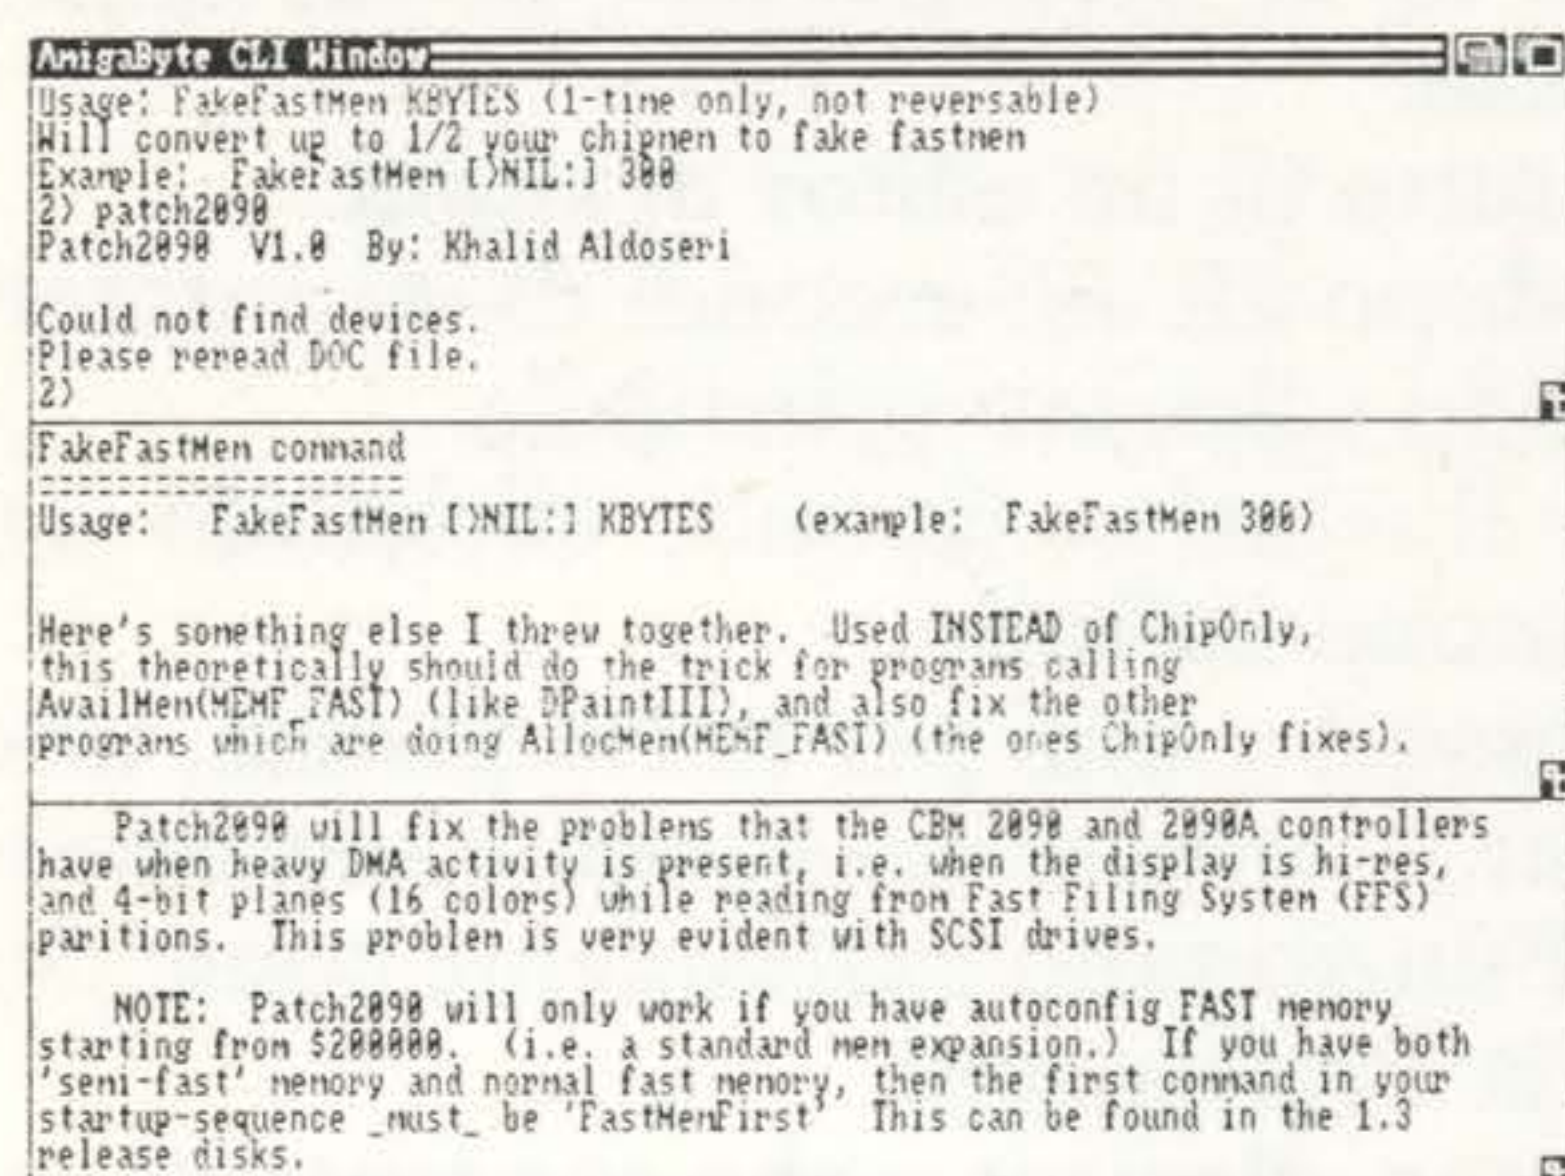 AmigaByte CLI Window
Usage: FakeFastMem KBYTES (1-time only, not reversable)
Will convert up to 1/2 your chipmem to fake fastmem
Example:  FakeFastMem [>NIL:] 300
2> patch2090
Patch2090  V1.0  By: Khalid Aldoseri
Could not find devices.
Please reread DOC file.
2>
FakeFastMem command
===================
Usage:   FakeFastMem [>NIL:] KBYTES    (example:  FakeFastMem 300)
Here's something else I threw together.  Used INSTEAD of ChipOnly,
this theoretically should do the trick for programs calling
AvailMem(MEMF_FAST) (like DPaintIII), and also fix the other
programs which are doing AllocMem(MEMF_FAST) (the ones ChipOnly fixes).
Patch2090 will fix the problems that the CBM 2090 and 2090A controllers
have when heavy DMA activity is present, i.e. when the display is hi-res,
and 4-bit planes (16 colors) while reading from Fast Filing System (FFS)
paritions.  This problem is very evident with SCSI drives.
NOTE:  Patch2090 will only work if you have autoconfig FAST memory
starting from $200000.  (i.e. a standard mem expansion.)  If you have both
'semi-fast' memory and normal fast memory, then the first command in your
startup-sequence _must_ be 'FastMemFirst'  This can be found in the 1.3
release disks.